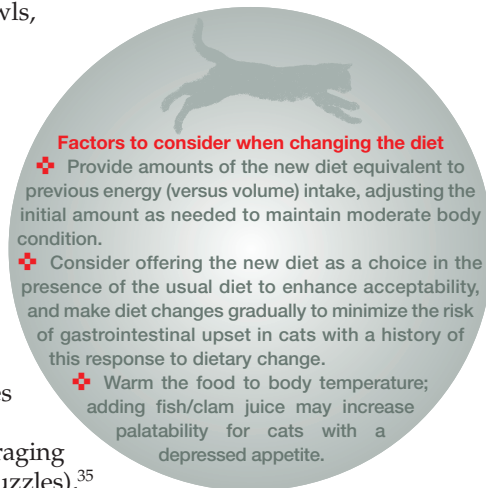 wls,
Factors to consider when changing the diet
✜ Provide amounts of the new diet equivalent to
previous energy (versus volume) intake, adjusting the
initial amount as needed to maintain moderate body
condition.
✜ Consider offering the new diet as a choice in the
presence of the usual diet to enhance acceptability,
and make diet changes gradually to minimize the risk
of gastrointestinal upset in cats with a history of
this response to dietary change.
✜ Warm the food to body temperature;
adding fish/clam juice may increase
palatability for cats with a
depressed appetite.
es
raging
uzzles).35